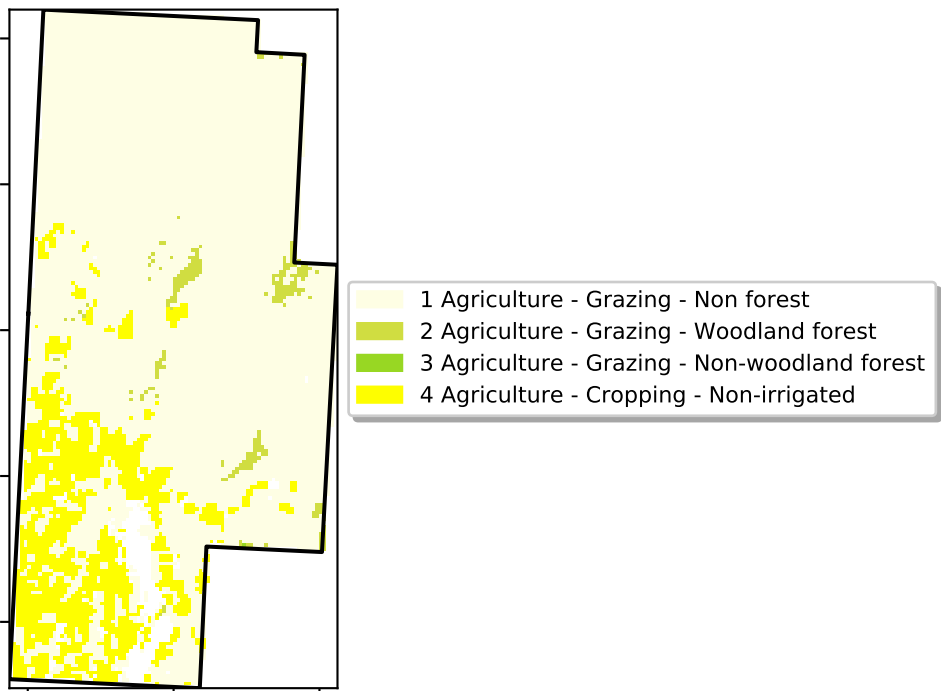 1 Agriculture - Grazing - Non forest
2 Agriculture - Grazing - Woodland forest
3 Agriculture - Grazing - Non-woodland forest
4 Agriculture - Cropping - Non-irrigated